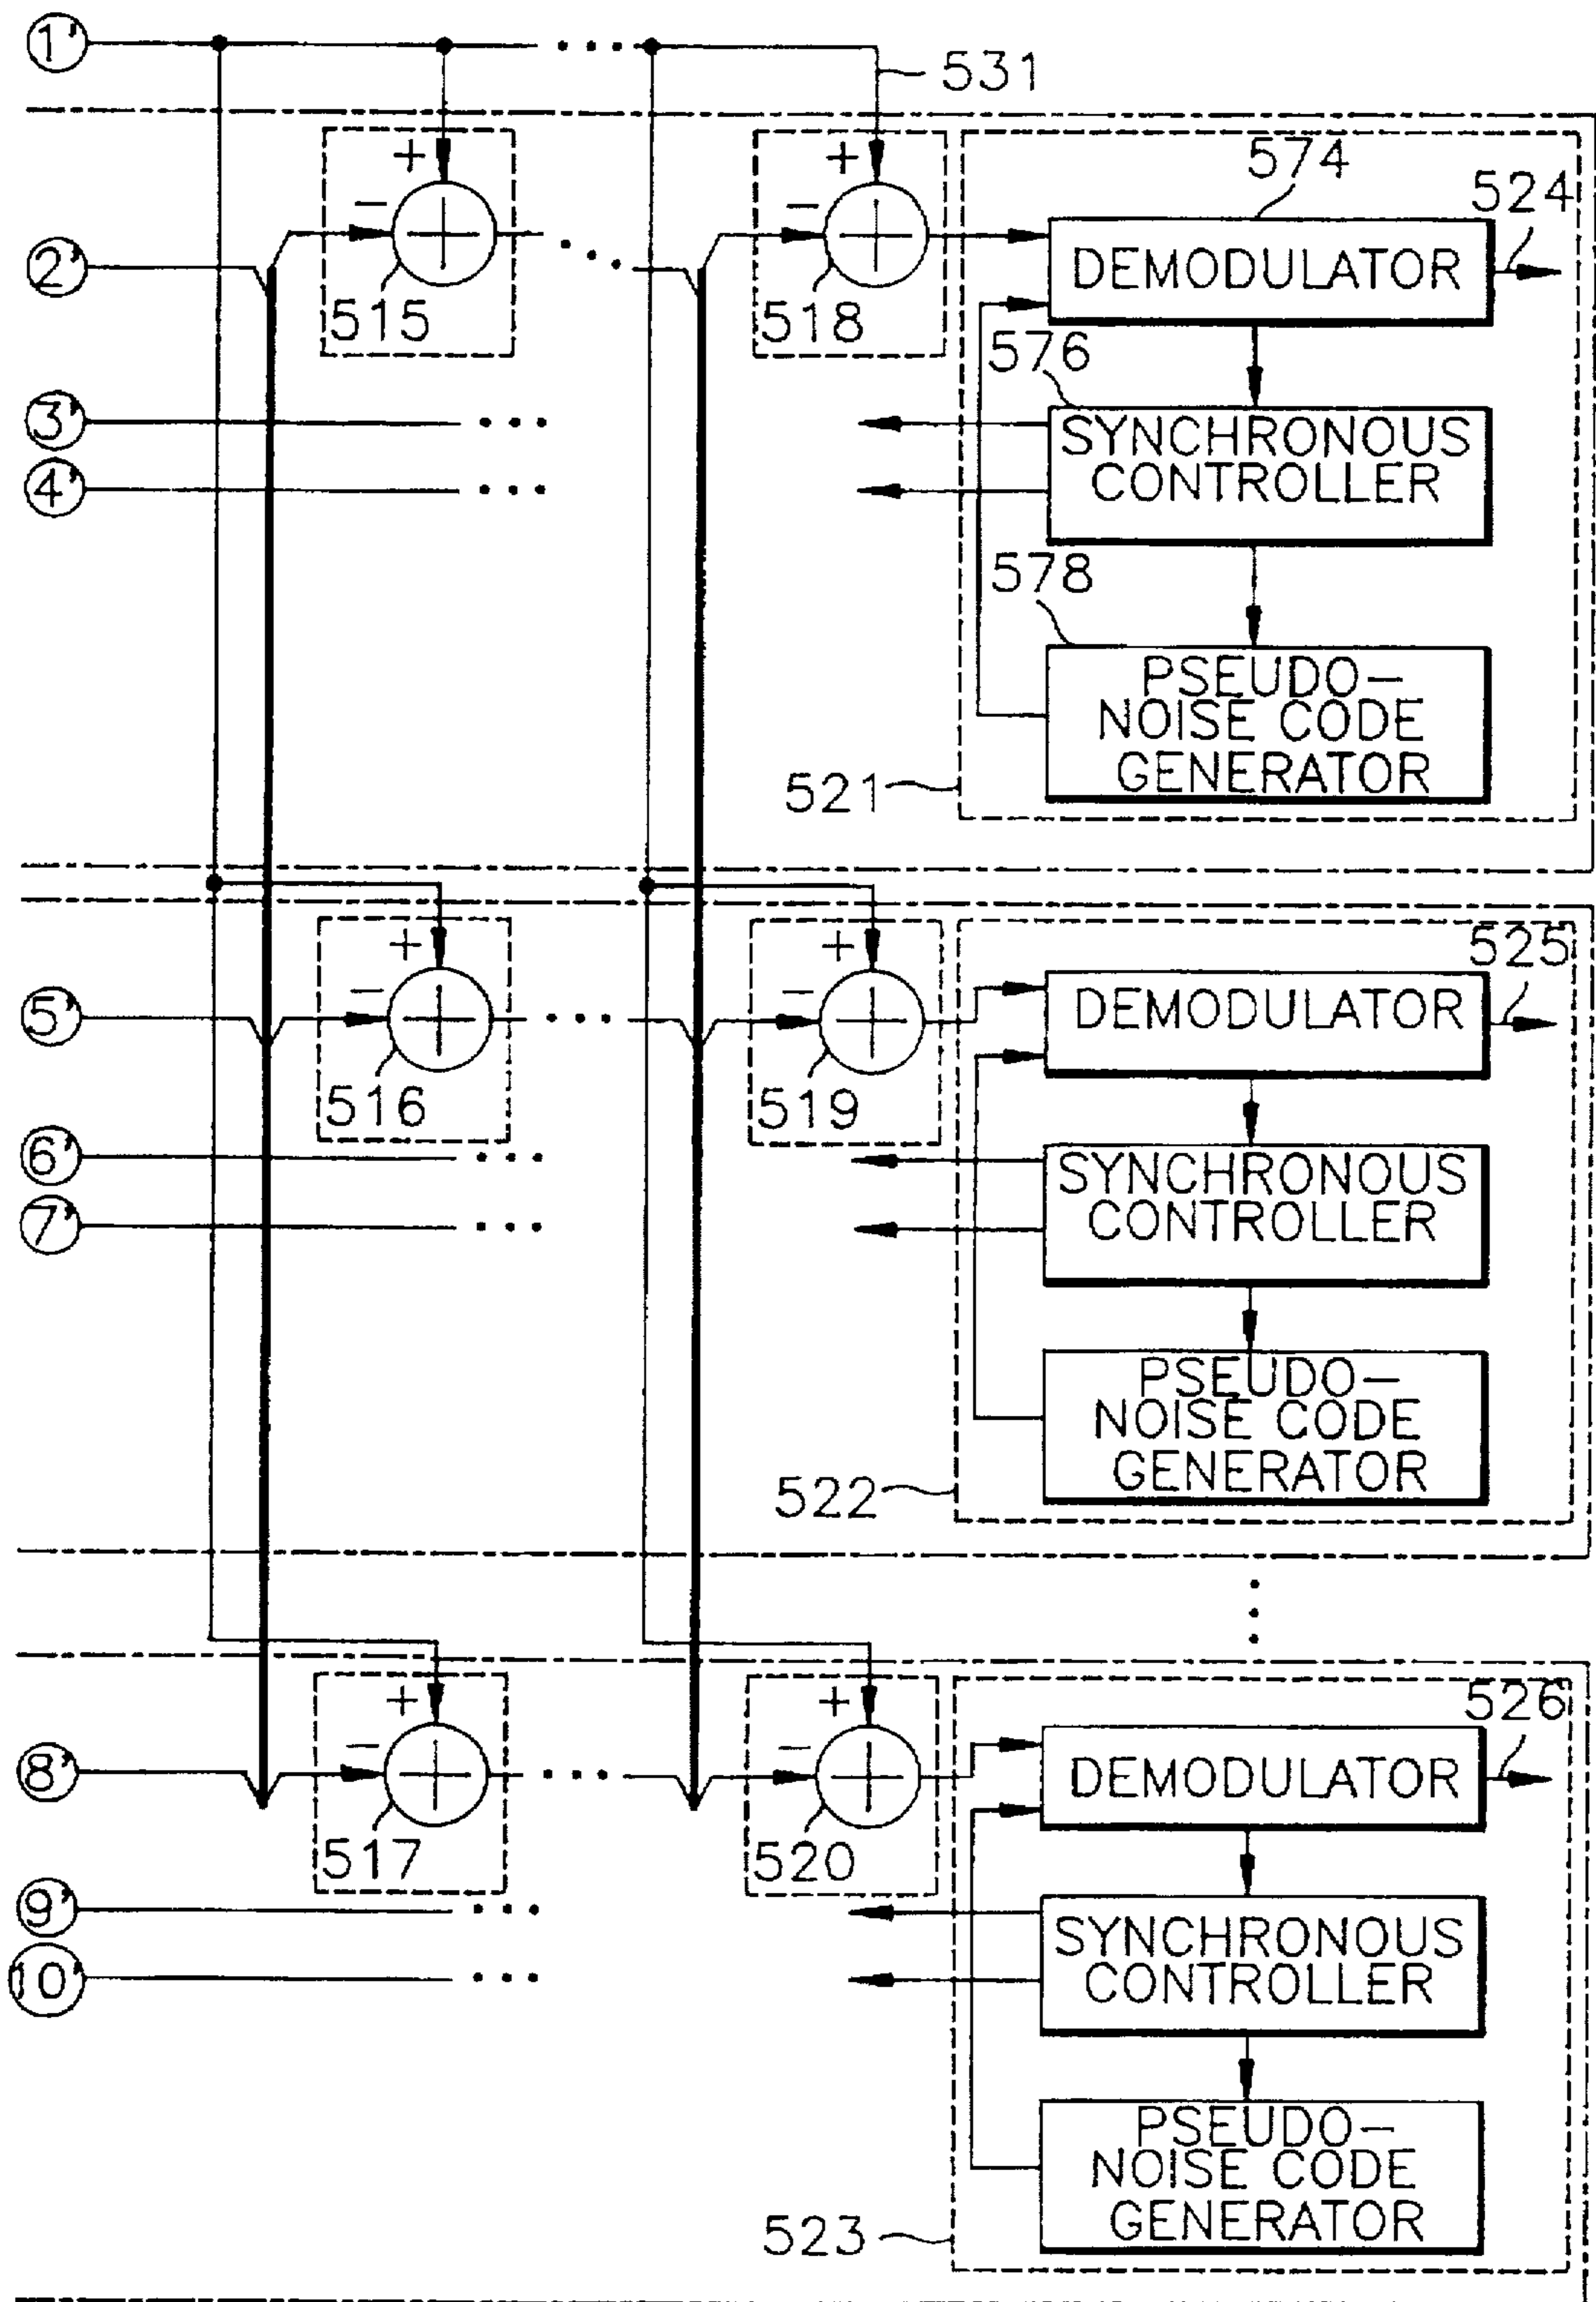 1'
531
+
+
574
524
2'
−
−
DEMODULATOR
515
518
576
3'
SYNCHRONOUS
4'
CONTROLLER
578
PSEUDO−
NOISE CODE
GENERATOR
521
+
+
525
5'
−
−
DEMODULATOR
516
519
6'
SYNCHRONOUS
7'
CONTROLLER
PSEUDO−
NOISE CODE
GENERATOR
522
+
+
526
8'
−
−
DEMODULATOR
517
520
9'
SYNCHRONOUS
10'
CONTROLLER
PSEUDO−
NOISE CODE
GENERATOR
523